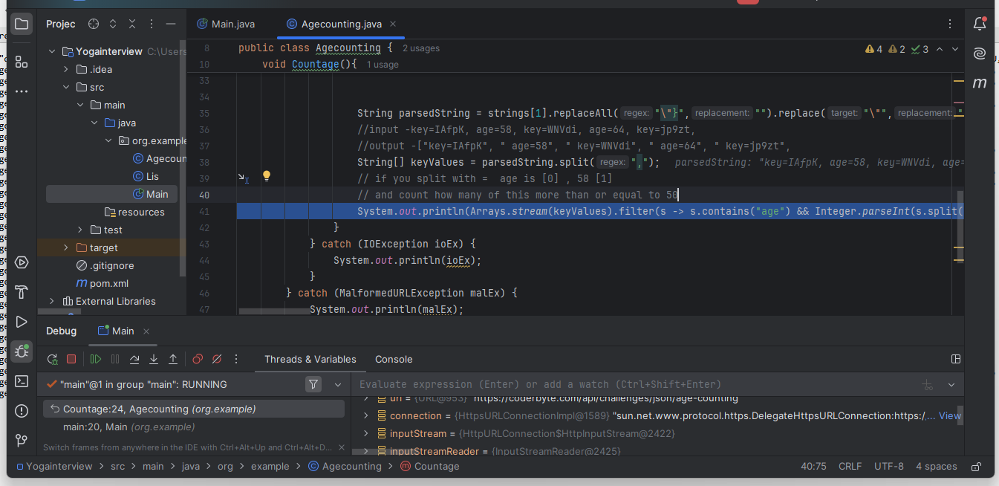 Projec
Main.java
Agecounting.java
Yogainterview C:\Users
.idea
src
main
java
org.example
Agecoun
Lis
Main
resources
test
target
.gitignore
pom.xml
External Libraries
8 public class Agecounting { 2 usages
4 2 3
10 void Countage(){ 1 usage
33
34
35 String parsedString = strings[1].replaceAll( regex: "\"}", replacement: "").replace( target: "\"", replacement: "
36 //input -key=IAfpK, age=58, key=WNVdi, age=64, key=jp9zt,
37 //output -["key=IAfpK", " age=58", " key=WNVdi", " age=64", " key=jp9zt",
38 String[] keyValues = parsedString.split( regex: ","); parsedString: "key=IAfpK, age=58, key=WNVdi, age=
39 // if you split with = age is [0] , 58 [1]
40 // and count how many of this more than or equal to 50
41 System.out.println(Arrays.stream(keyValues).filter(s -> s.contains("age") && Integer.parseInt(s.split(
42 }
43 } catch (IOException ioEx) {
44 System.out.println(ioEx);
45 }
46 } catch (MalformedURLException malEx) {
47 System.out.println(malEx);
Debug
Main
Threads & Variables
Console
"main"@1 in group "main": RUNNING
Evaluate expression (Enter) or add a watch (Ctrl+Shift+Enter)
Countage:24, Agecounting (org.example)
main:20, Main (org.example)
Switch frames from anywhere in the IDE with Ctrl+Alt+Up and Ctrl+Alt+D...
url = {URL@953} "https://coderbyte.com/api/challenges/json/age-counting"
connection = {HttpsURLConnectionImpl@1589} "sun.net.www.protocol.https.DelegateHttpsURLConnection:https:/,... View
inputStream = {HttpURLConnection$HttpInputStream@2422}
inputStreamReader = {InputStreamReader@2425}
Yogainterview > src > main > java > org > example > Agecounting > Countage
40:75 CRLF UTF-8 4 spaces